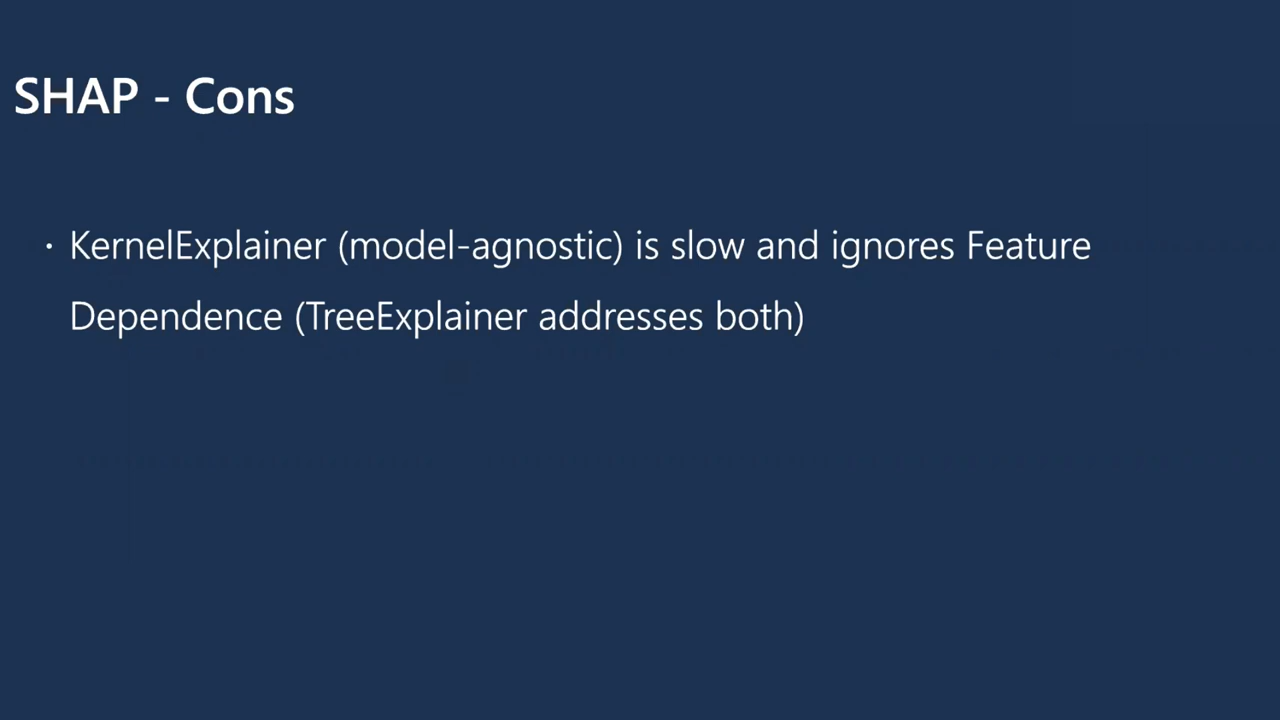 SHAP - Cons
· KernelExplainer (model-agnostic) is slow and ignores Feature
Dependence (TreeExplainer addresses both)